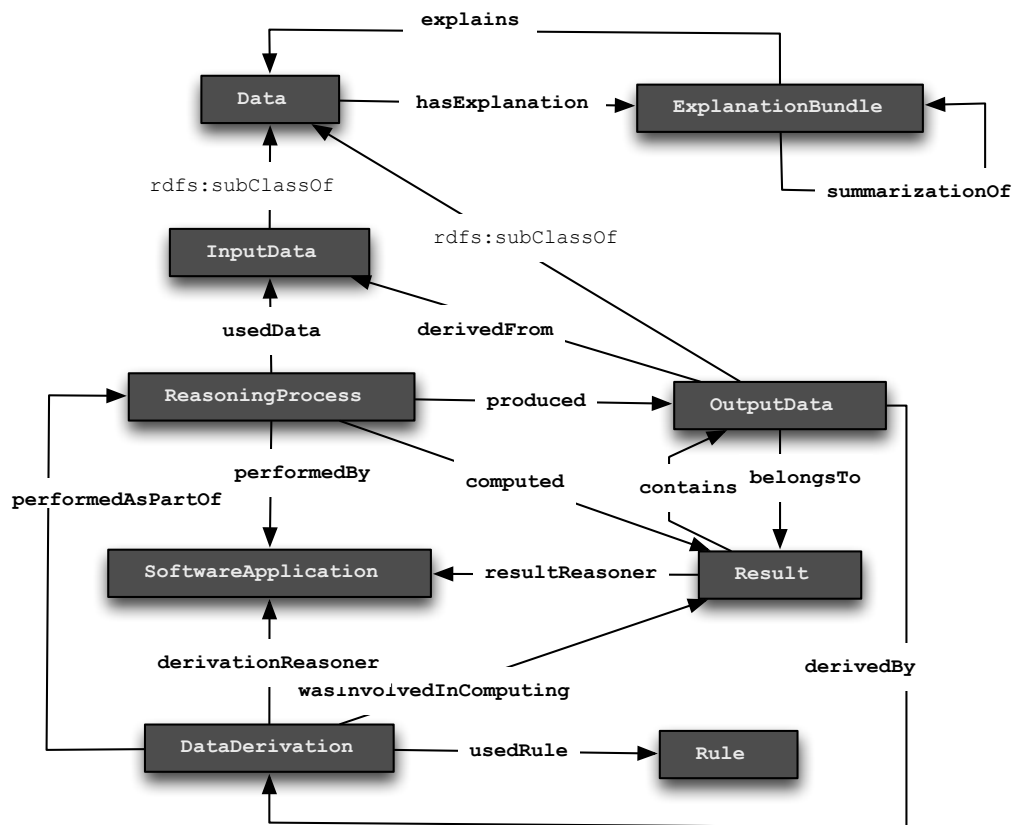 explains
Data
hasExplanation
ExplanationBundle
rdfs:subClassOf
summarizationOf
rdfs:subClassOf
InputData
usedData
derivedFrom
ReasoningProcess
produced
OutputData
performedBy
computed
contains
belongsTo
performedAsPartOf
SoftwareApplication
resultReasoner
Result
derivationReasoner
derivedBy
wasInvolvedInComputing
DataDerivation
usedRule
Rule